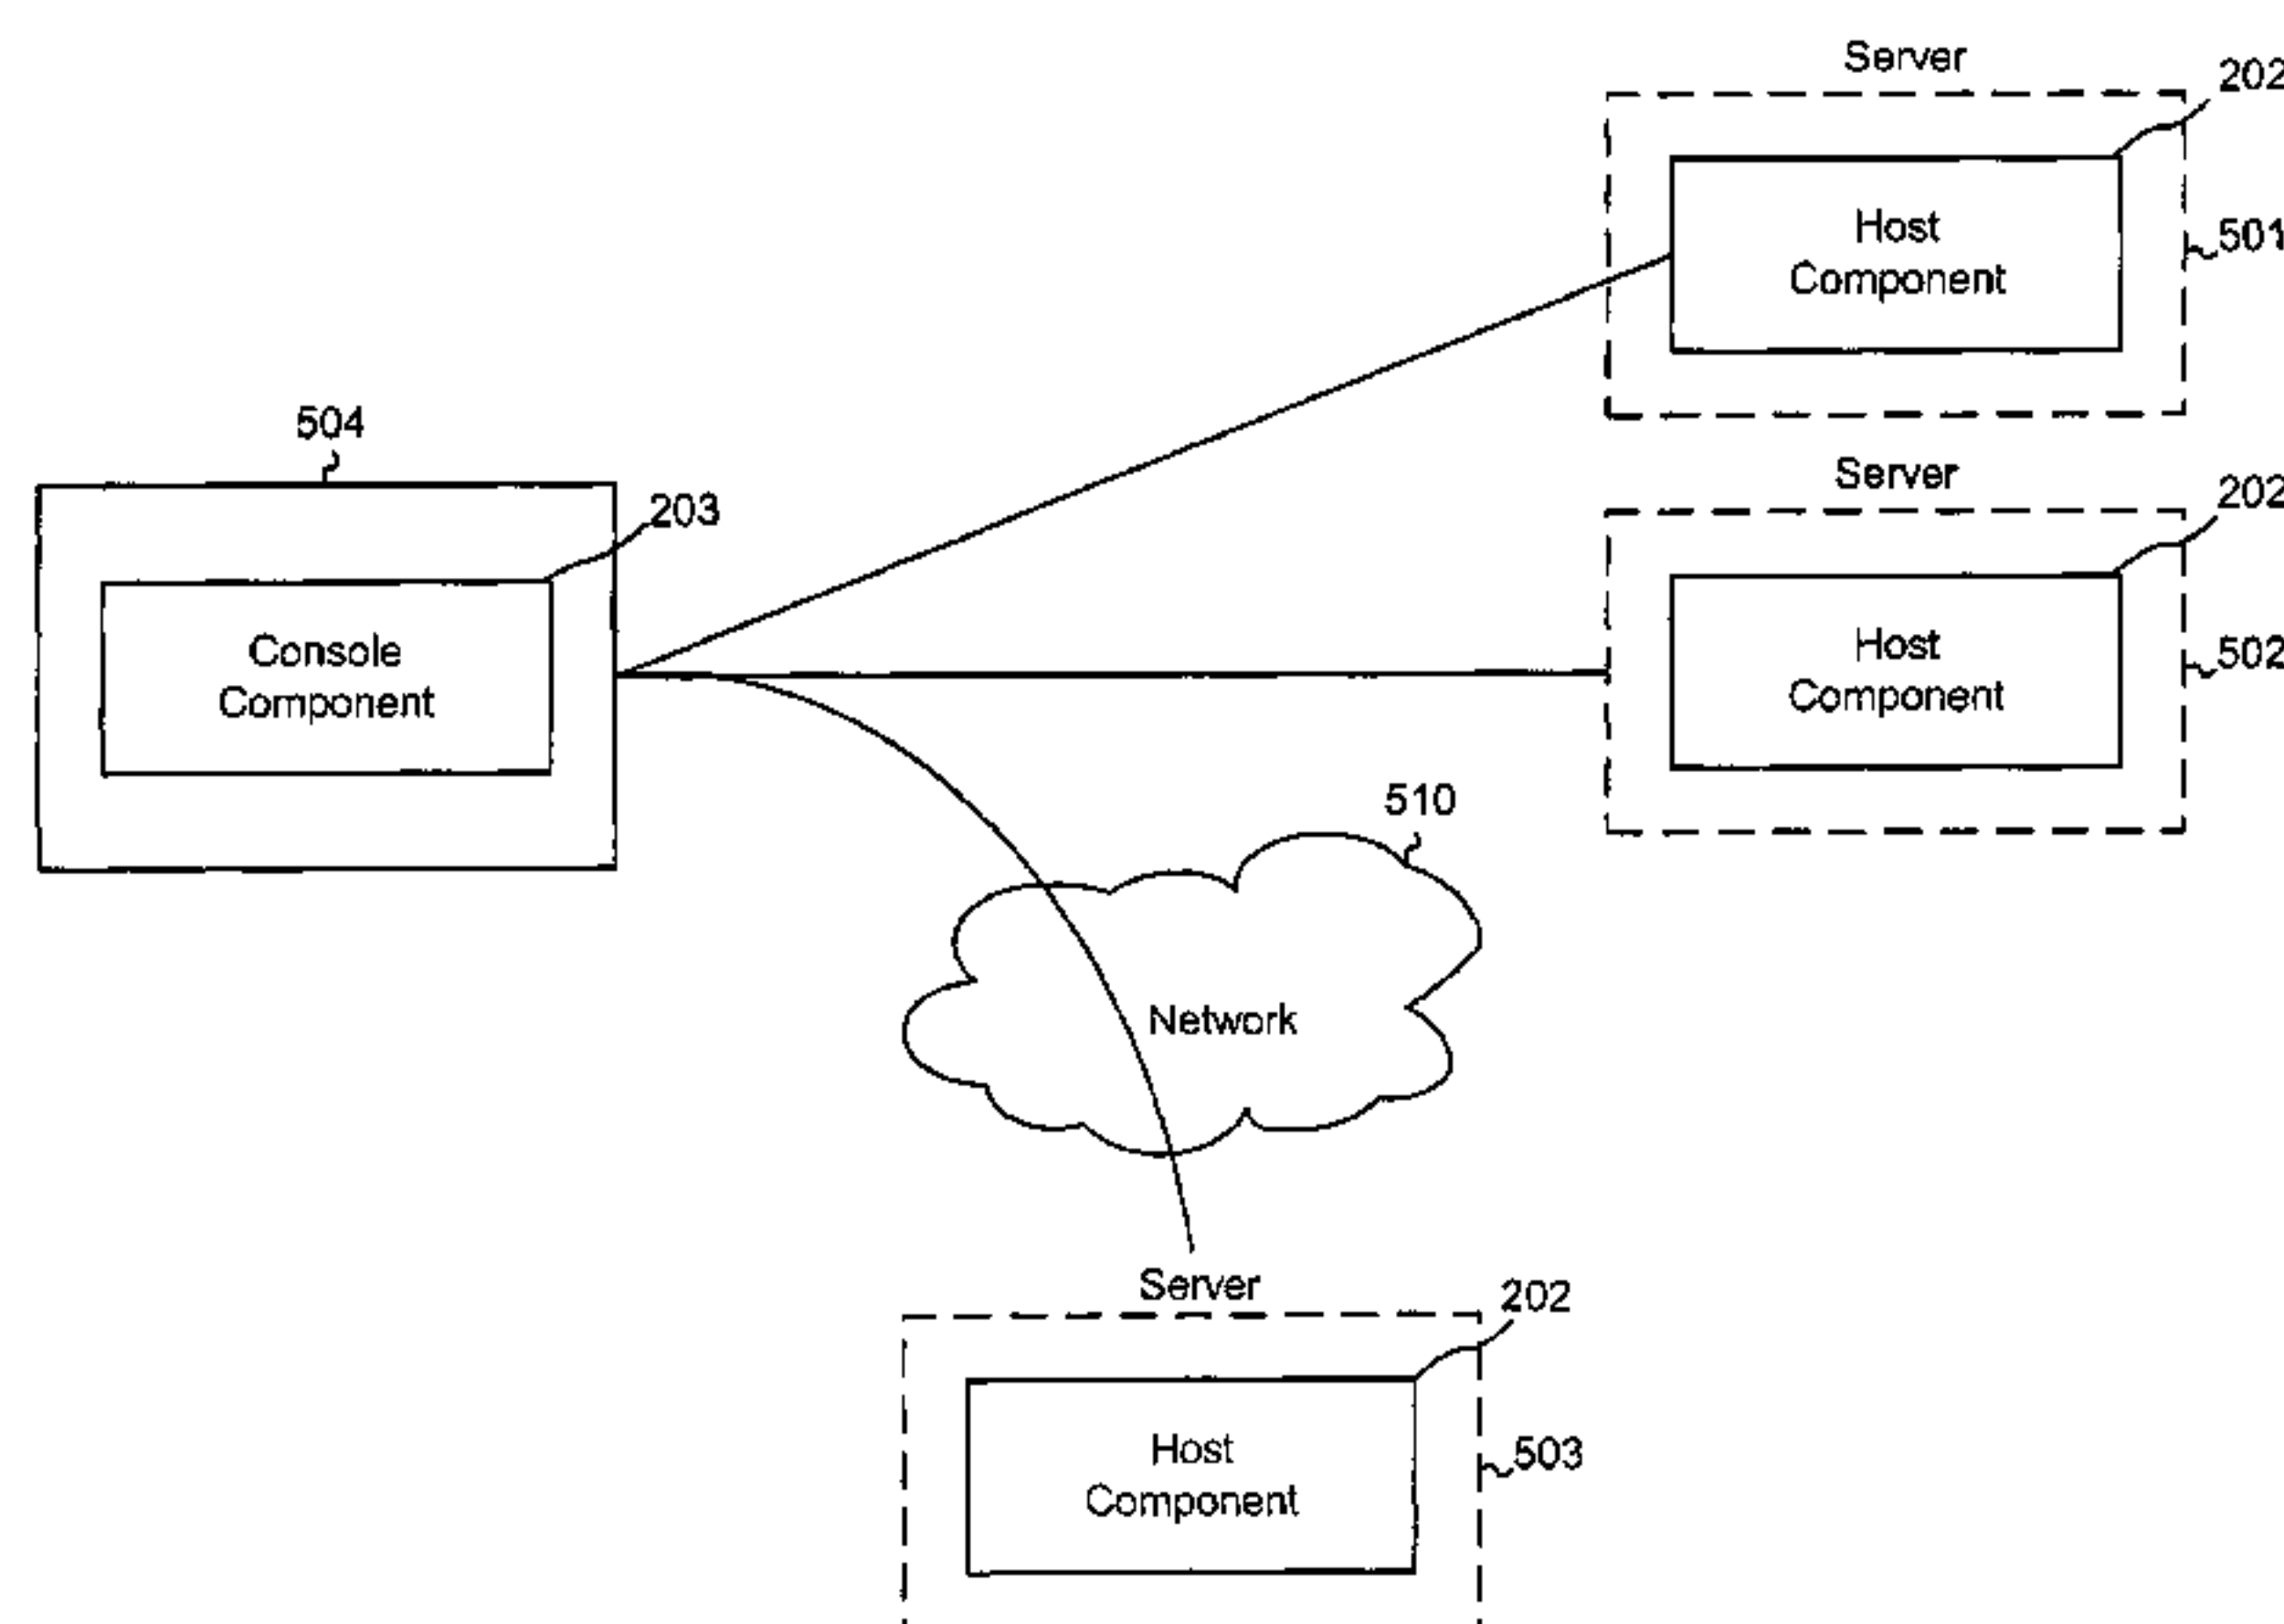 Server
202
Host
Component
501
504
203
Console
Component
Server
202
Host
Component
502
510
Network
Server
202
Host
Component
503